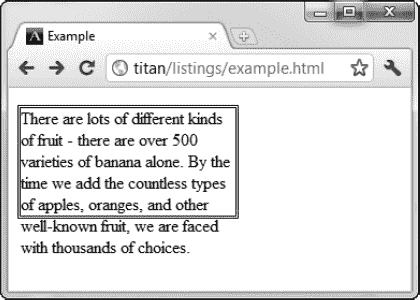 Example
titan/listings/example.html
There are lots of different kinds
of fruit - there are over 500
varieties of banana alone. By the
time we add the countless types
of apples, oranges, and other
well-known fruit, we are faced
with thousands of choices.